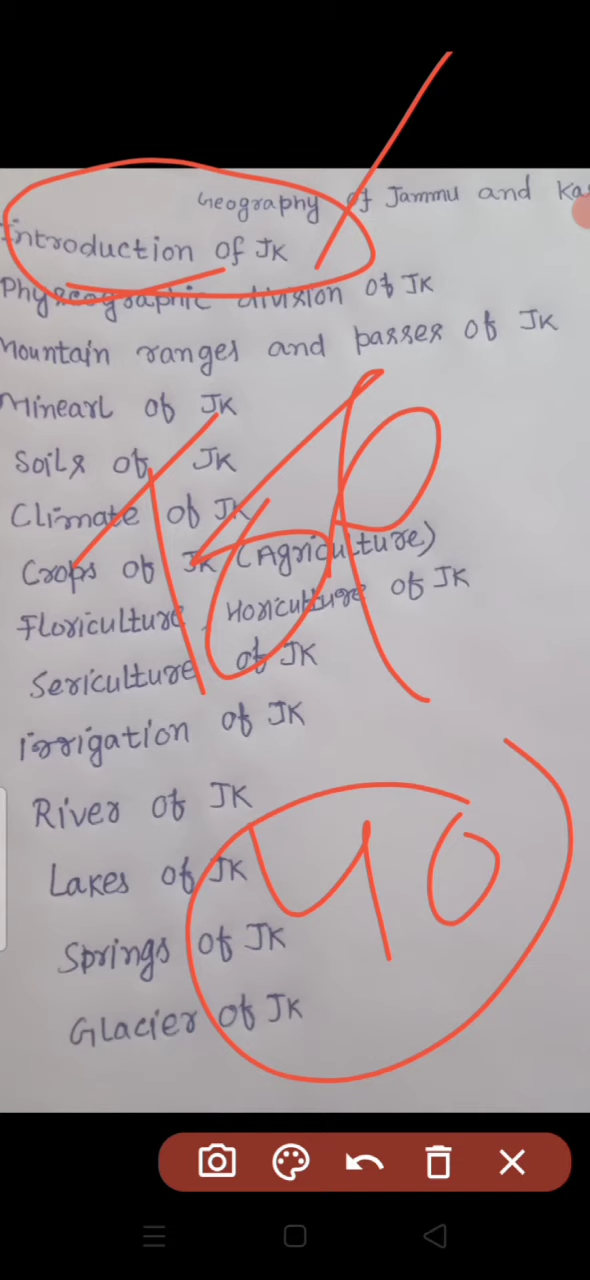 Geography of Jammu and Ka
Introduction of JK
Physeographic division of JK
Mountain ranges and passes of JK
Minearl of JK
Soils of JK
Climate of JK
Crops of JK (Agriculture)
Floriculture, Horiculture of JK
Sericulture of JK
irrigation of JK
River of JK
Lakes of JK
Springs of JK
Glacier of JK
40